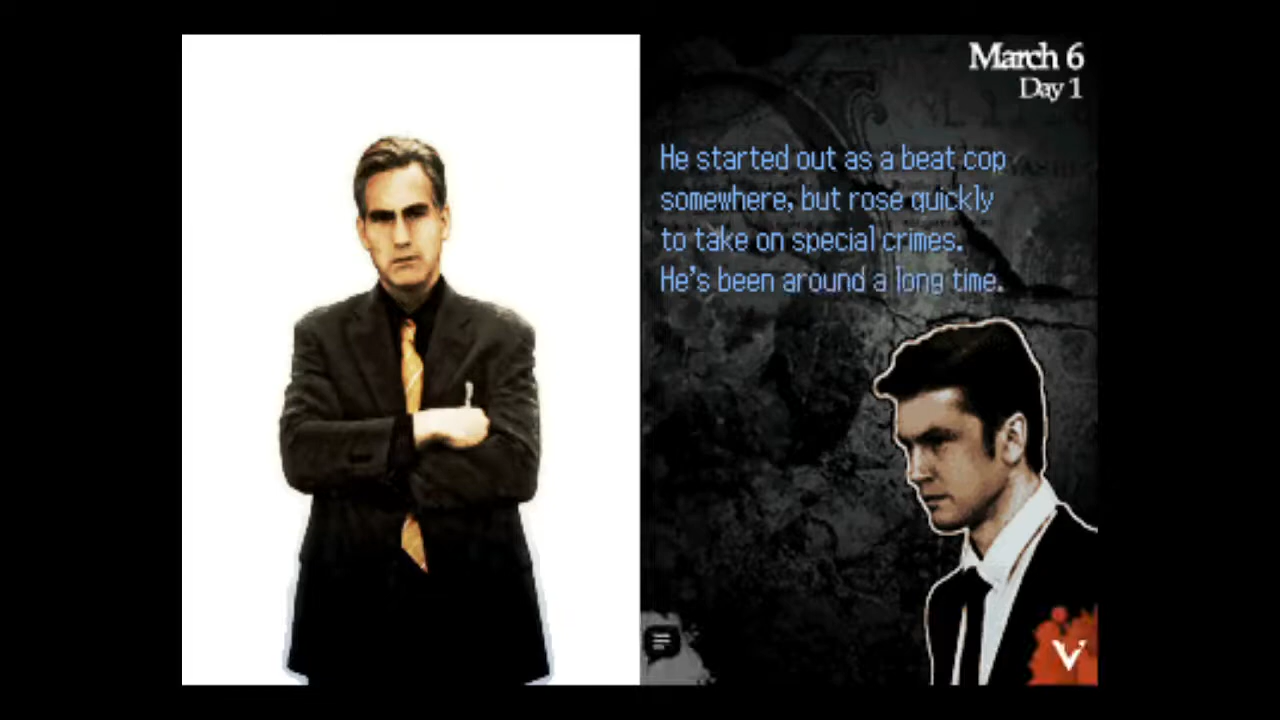 March 6
Day 1
He started out as a beat cop
somewhere, but rose quickly
to take on special crimes.
He's been around a long time.